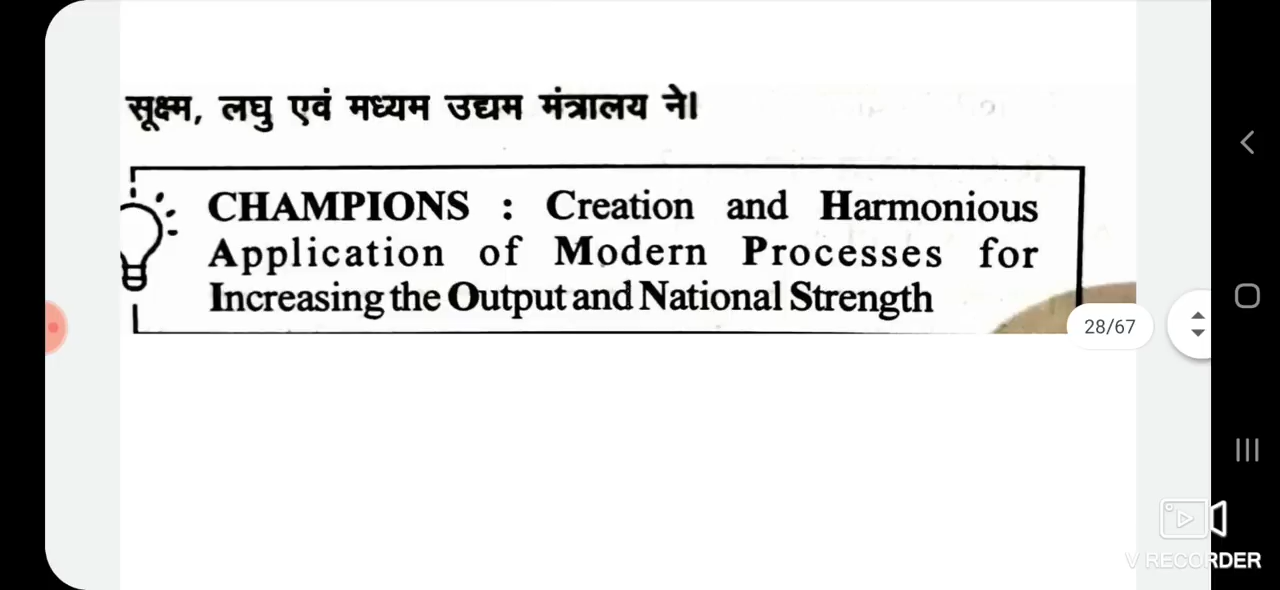 सूक्ष्म, लघु एवं मध्यम उद्यम मंत्रालय ने।
CHAMPIONS : Creation and Harmonious
Application of Modern Processes for
Increasing the Output and National Strength
28/67
V RECORDER